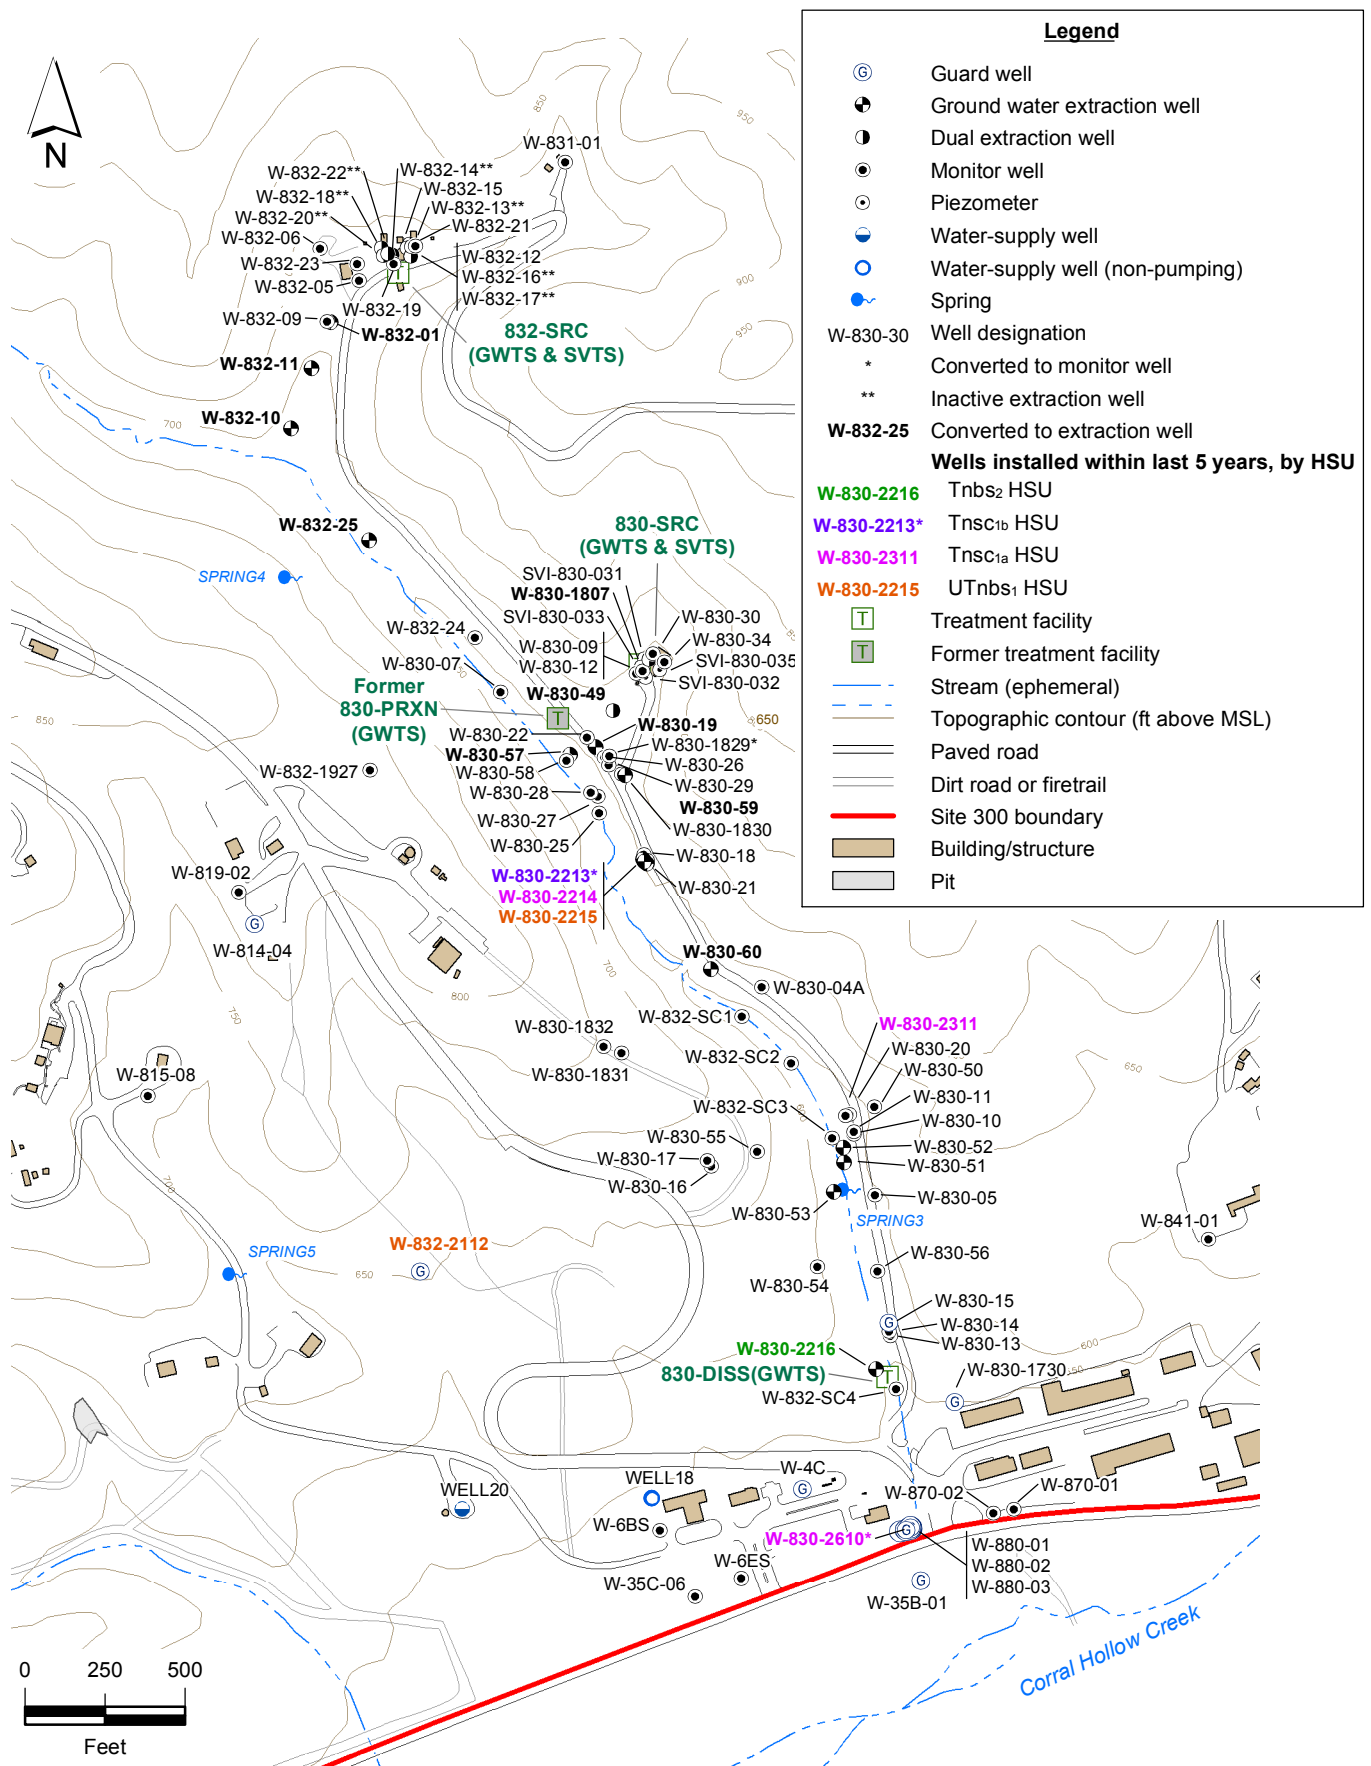 Legend
Guard well
Ground water extraction well
Dual extraction well
Monitor well
Piezometer
Water-supply well
Water-supply well (non-pumping)
Spring
W-830-30 Well designation
* Converted to monitor well
** Inactive extraction well
W-832-25 Converted to extraction well
Wells installed within last 5 years, by HSU
W-830-2216 Tnbs2 HSU
W-830-2213* Tnsc1b HSU
W-830-2311 Tnsc1a HSU
W-830-2215 UTnbs1 HSU
T Treatment facility
T Former treatment facility
Stream (ephemeral)
Topographic contour (ft above MSL)
Paved road
Dirt road or firetrail
Site 300 boundary
Building/structure
Pit
G
N
850
950
W-831-01
W-832-22**
W-832-14**
W-832-18**
W-832-15
W-832-20**
W-832-13**
W-832-06
W-832-21
W-832-23
W-832-12
W-832-05
W-832-16**
W-832-17**
T
900
W-832-19
W-832-09
W-832-01
832-SRC
(GWTS & SVTS)
950
W-832-11
W-832-10
700
W-832-25
SPRING4
830-SRC
(GWTS & SVTS)
SVI-830-031
W-830-1807
SVI-830-033
W-830-30
W-832-24
W-830-09
W-830-34
W-830-12
SVI-830-035
W-830-07
SVI-830-032
Former
830-PRXN
(GWTS)
T
W-830-49
650
850
W-830-19
W-830-22
W-830-1829*
W-830-57
W-830-26
W-830-58
W-832-1927
W-830-29
W-830-28
W-830-59
W-830-27
W-830-1830
W-830-25
W-830-18
W-830-2213*
W-830-21
W-830-2214
W-830-2215
W-819-02
G
W-814-04
W-830-60
700
800
750
W-830-04A
W-832-SC1
W-830-2311
W-830-1832
W-830-20
W-832-SC2
W-830-50
W-830-1831
650
W-815-08
W-830-11
W-832-SC3
600
W-830-10
W-830-55
W-830-52
W-830-17
W-830-51
W-830-16
700
W-830-05
W-830-53
SPRING3
W-841-01
W-832-2112
SPRING5
G
650
W-830-56
W-830-54
W-830-15
G
W-830-14
W-830-13
600
W-830-2216
830-DISS(GWTS)
T
W-830-1730
G
W-832-SC4
W-4C
G
WELL18
WELL20
W-870-02
W-870-01
W-6BS
W-830-2610*
G
W-880-01
W-880-02
W-880-03
W-6ES
W-35C-06
G
W-35B-01
Corral Hollow Creek
0 250 500
Feet